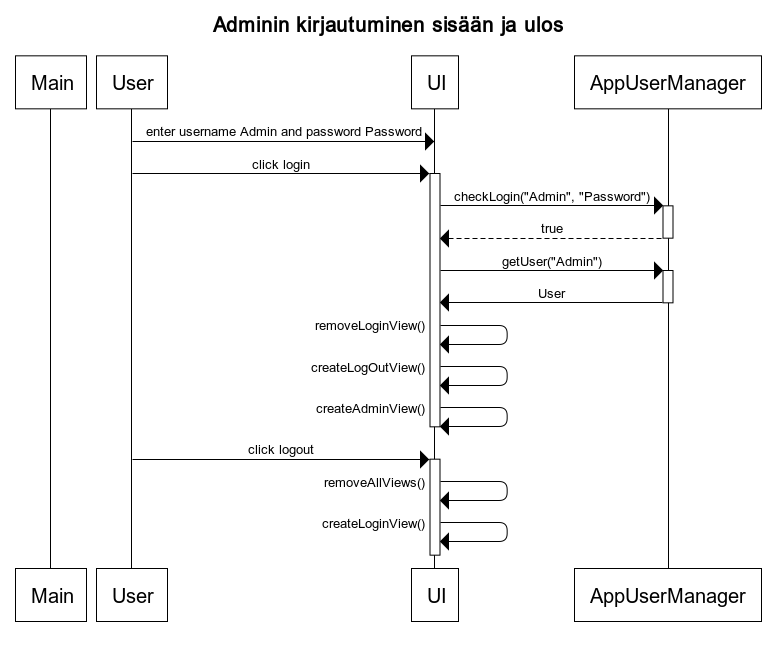 Adminin kirjautuminen sisään ja ulos
Main User UI AppUserManager
enter username Admin and password Password
click login
checkLogin("Admin", "Password")
true
getUser("Admin")
User
removeLoginView()
createLogOutView()
createAdminView()
click logout
removeAllViews()
createLoginView()
Main User UI AppUserManager